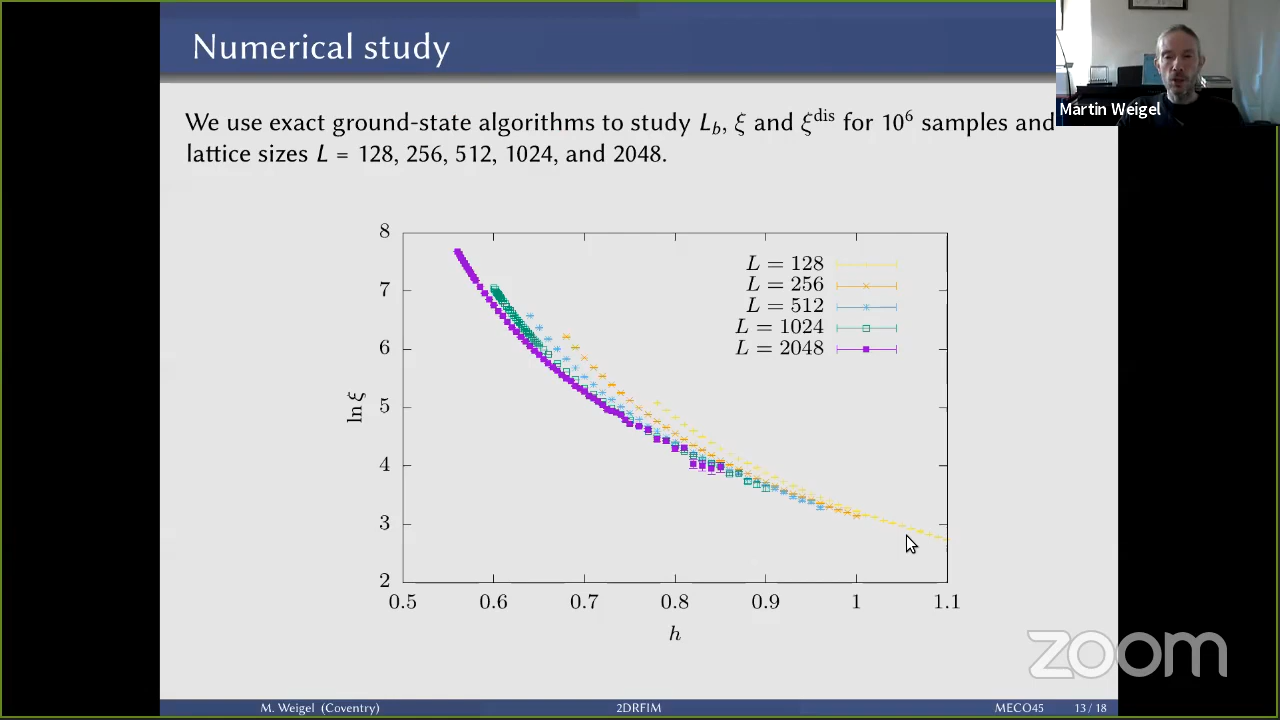 Numerical study
Martin Weigel
We use exact ground-state algorithms to study L_b, ξ and ξ^dis for 10^6 samples and
lattice sizes L = 128, 256, 512, 1024, and 2048.
8
7
6
5
4
3
2
ln ξ
L = 128
L = 256
L = 512
L = 1024
L = 2048
0.5 0.6 0.7 0.8 0.9 1 1.1
h
zoom
M. Weigel (Coventry) 2DRFIM MECO45 13 / 18